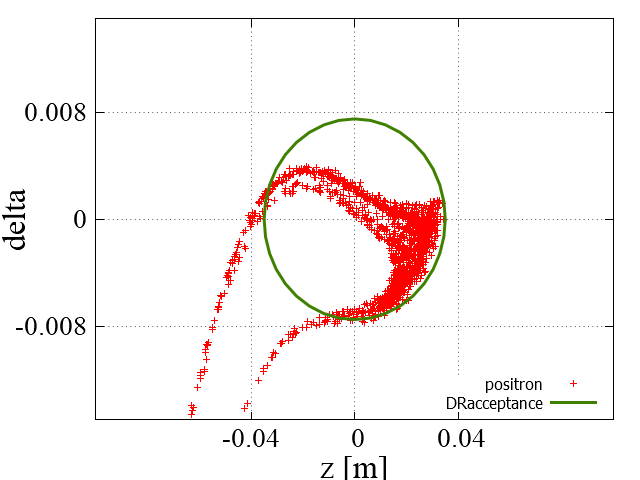 0.008
0
-0.008
delta
-0.04
0
0.04
z [m]
positron
DRacceptance